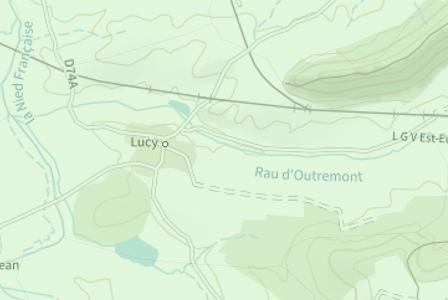 la Nied Française
D74A
Lucy
L G V Est-Eu
Rau d'Outremont
ean